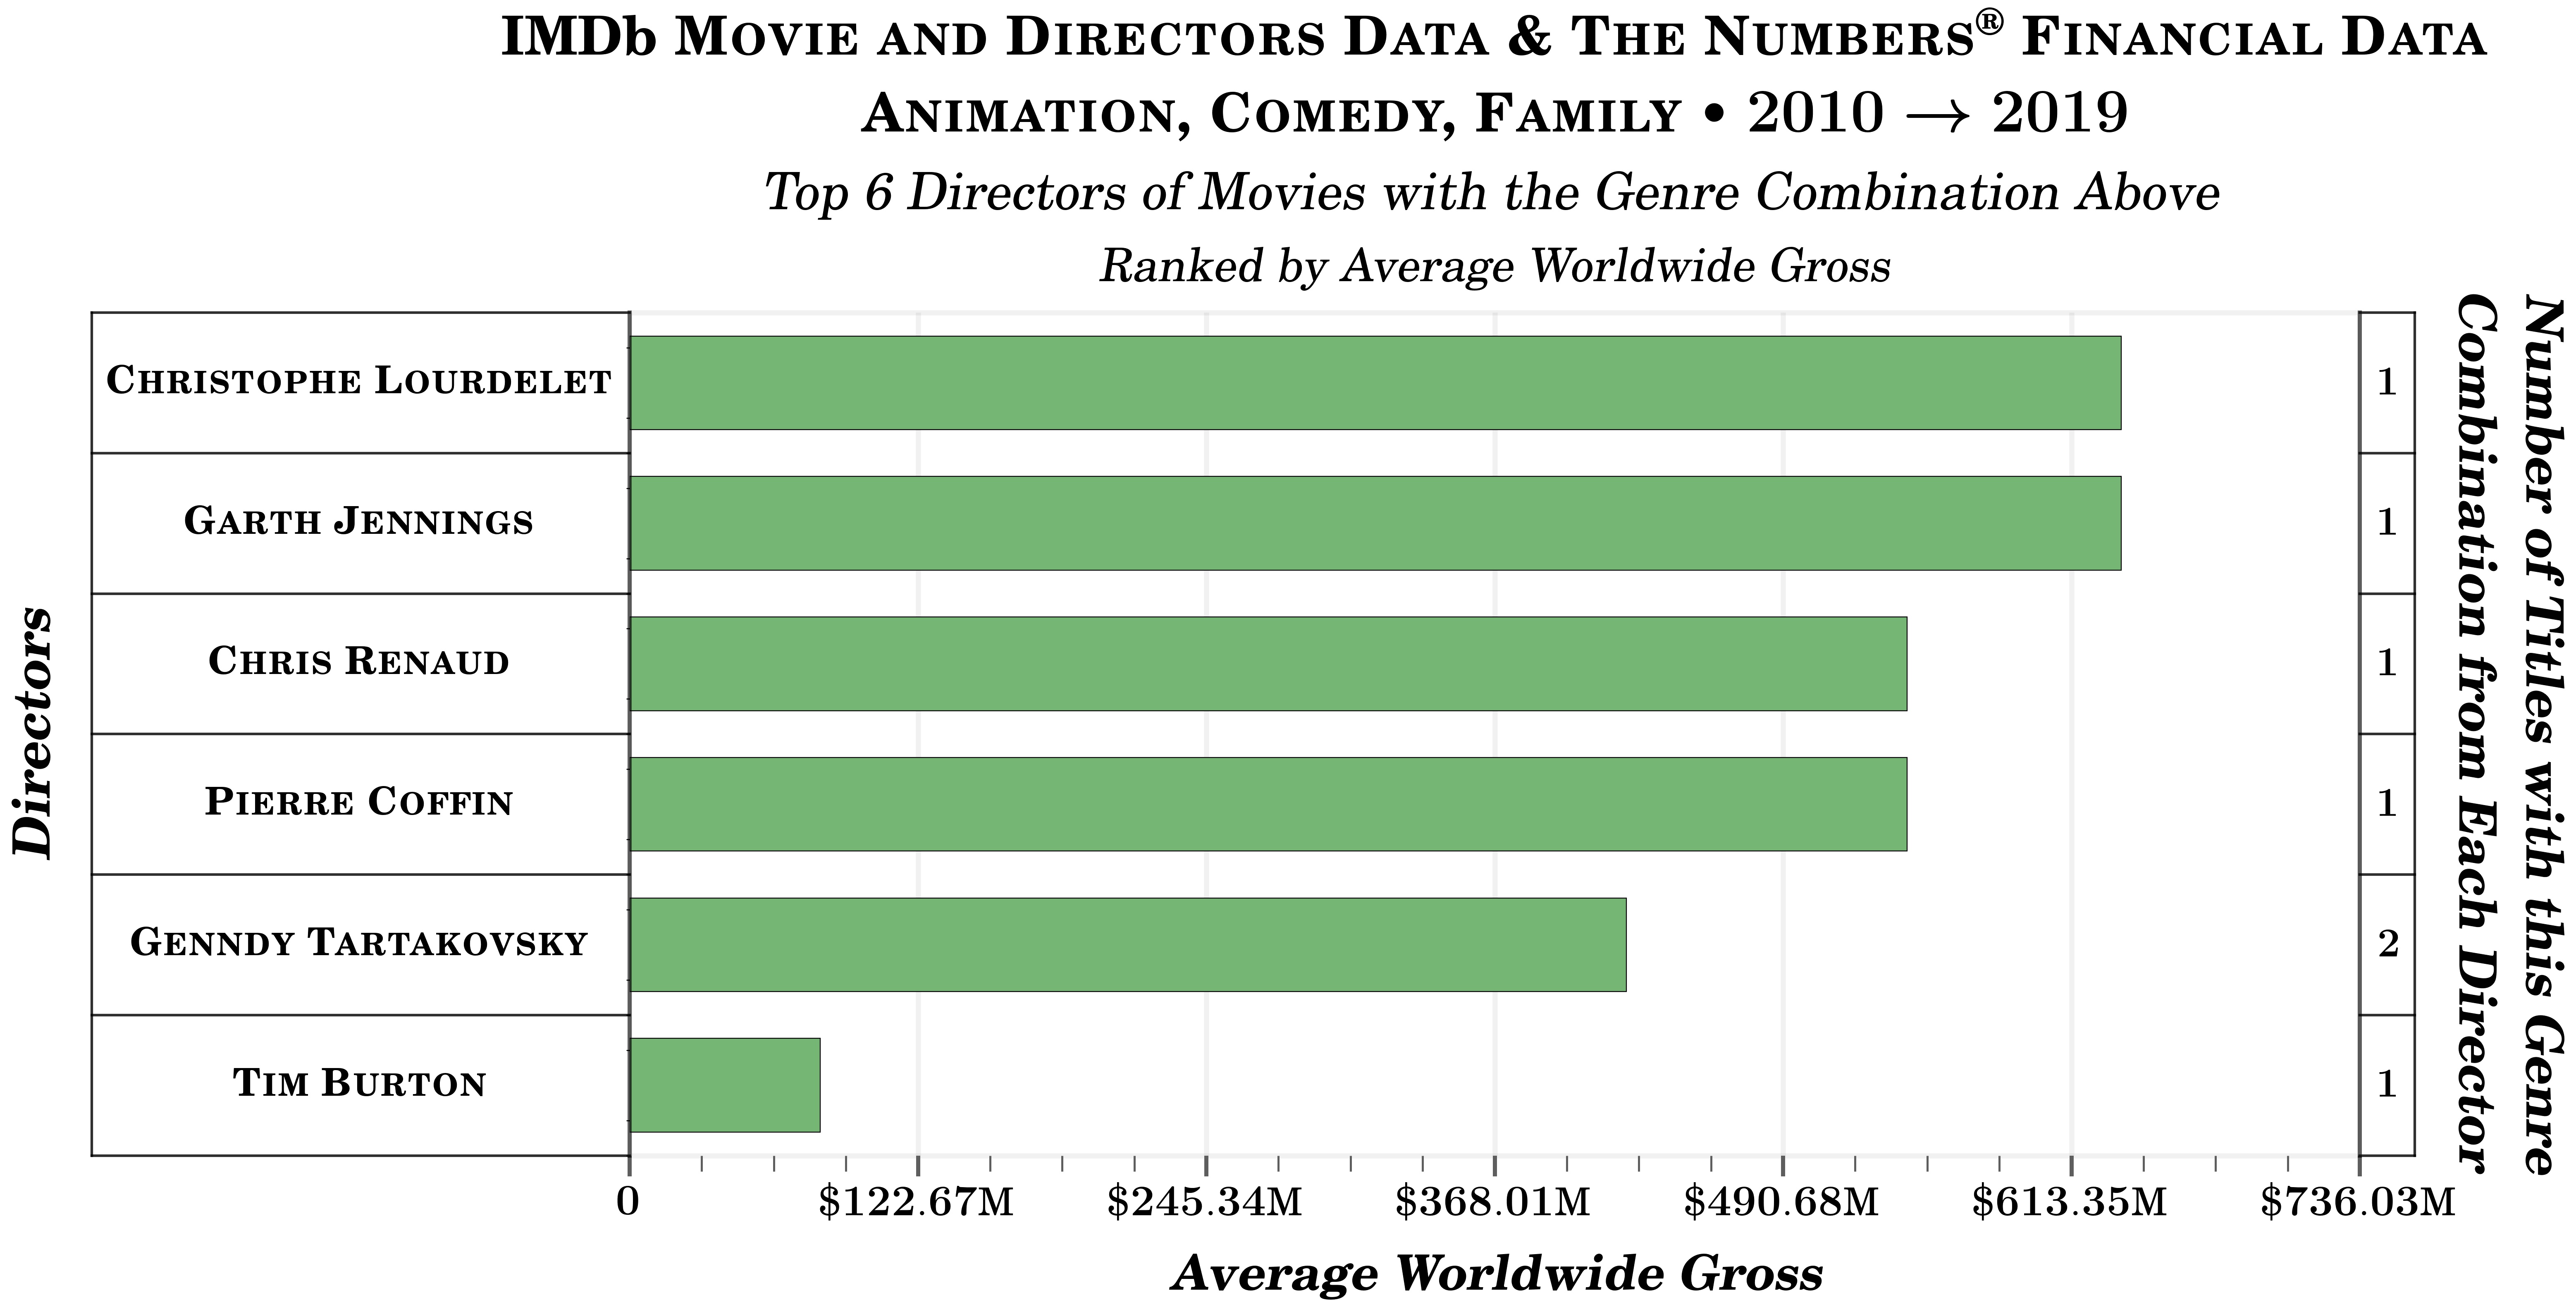 IMDb Movie and Directors Data & The Numbers® Financial Data
Animation, Comedy, Family • 2010 → 2019
Top 6 Directors of Movies with the Genre Combination Above
Ranked by Average Worldwide Gross
Directors
Christophe Lourdelet
1
Garth Jennings
1
Chris Renaud
1
Pierre Coffin
1
Genndy Tartakovsky
2
Tim Burton
1
Number of Titles with this Genre
Combination from Each Director
0 $122.67M $245.34M $368.01M $490.68M $613.35M $736.03M
Average Worldwide Gross